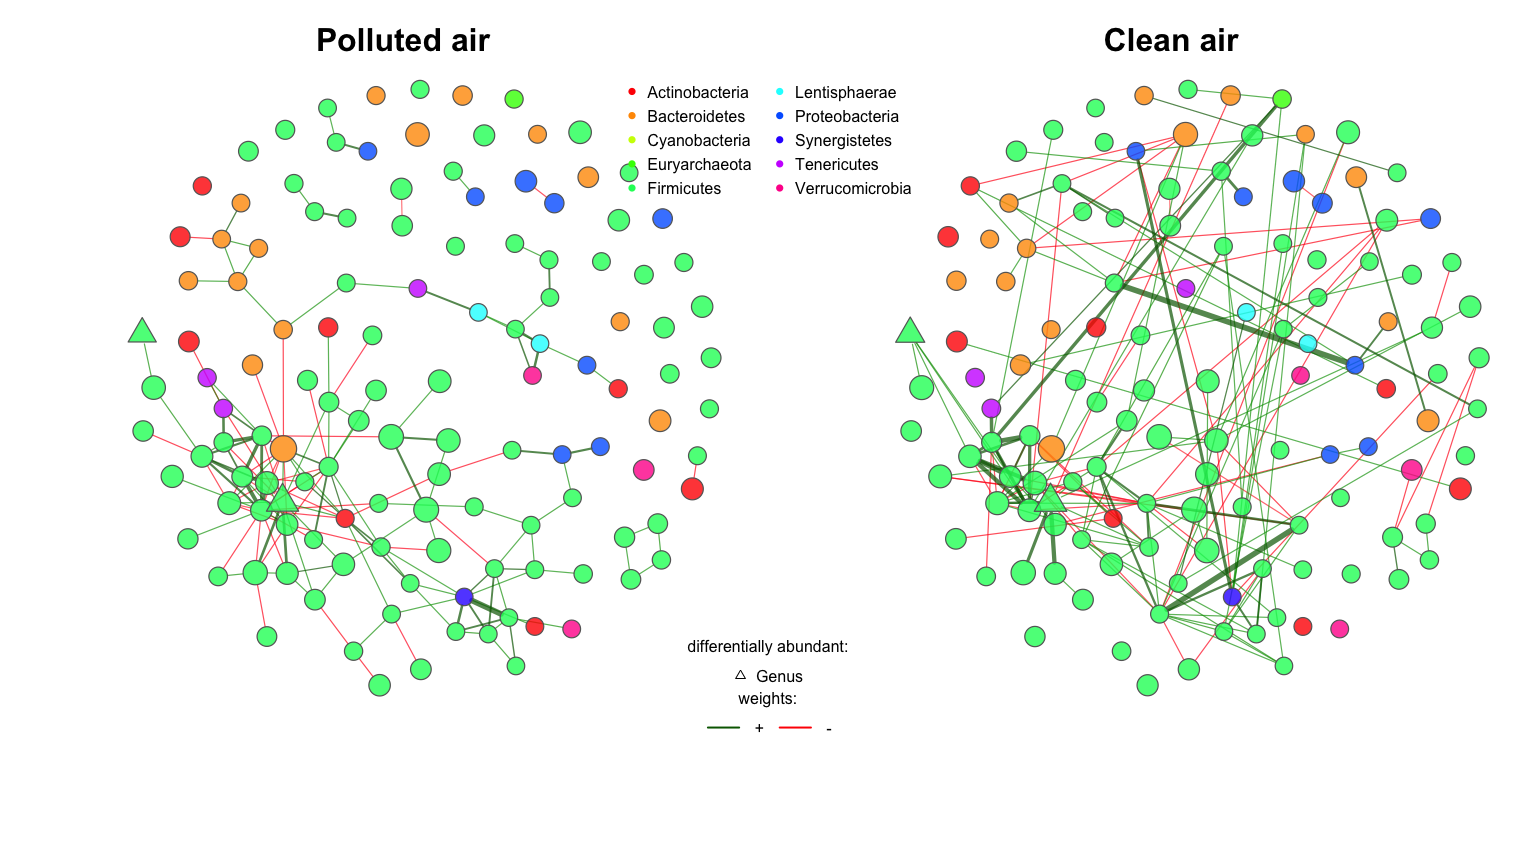 Polluted air
Clean air
Actinobacteria
Bacteroidetes
Cyanobacteria
Euryarchaeota
Firmicutes
Lentisphaerae
Proteobacteria
Synergistetes
Tenericutes
Verrucomicrobia
differentially abundant:
Genus
weights:
+ -